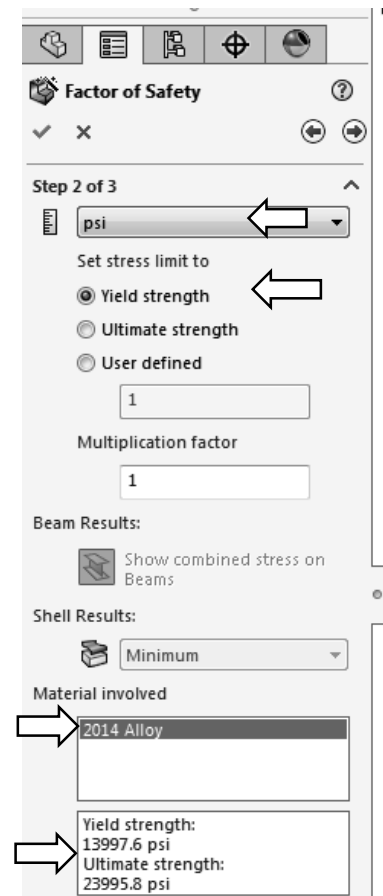 Factor of Safety
Step 2 of 3
psi
Set stress limit to
Yield strength
Ultimate strength
User defined
1
Multiplication factor
1
Beam Results:
Show combined stress on
Beams
Shell Results:
Minimum
Material involved
2014 Alloy
Yield strength:
13997.6 psi
Ultimate strength:
23995.8 psi